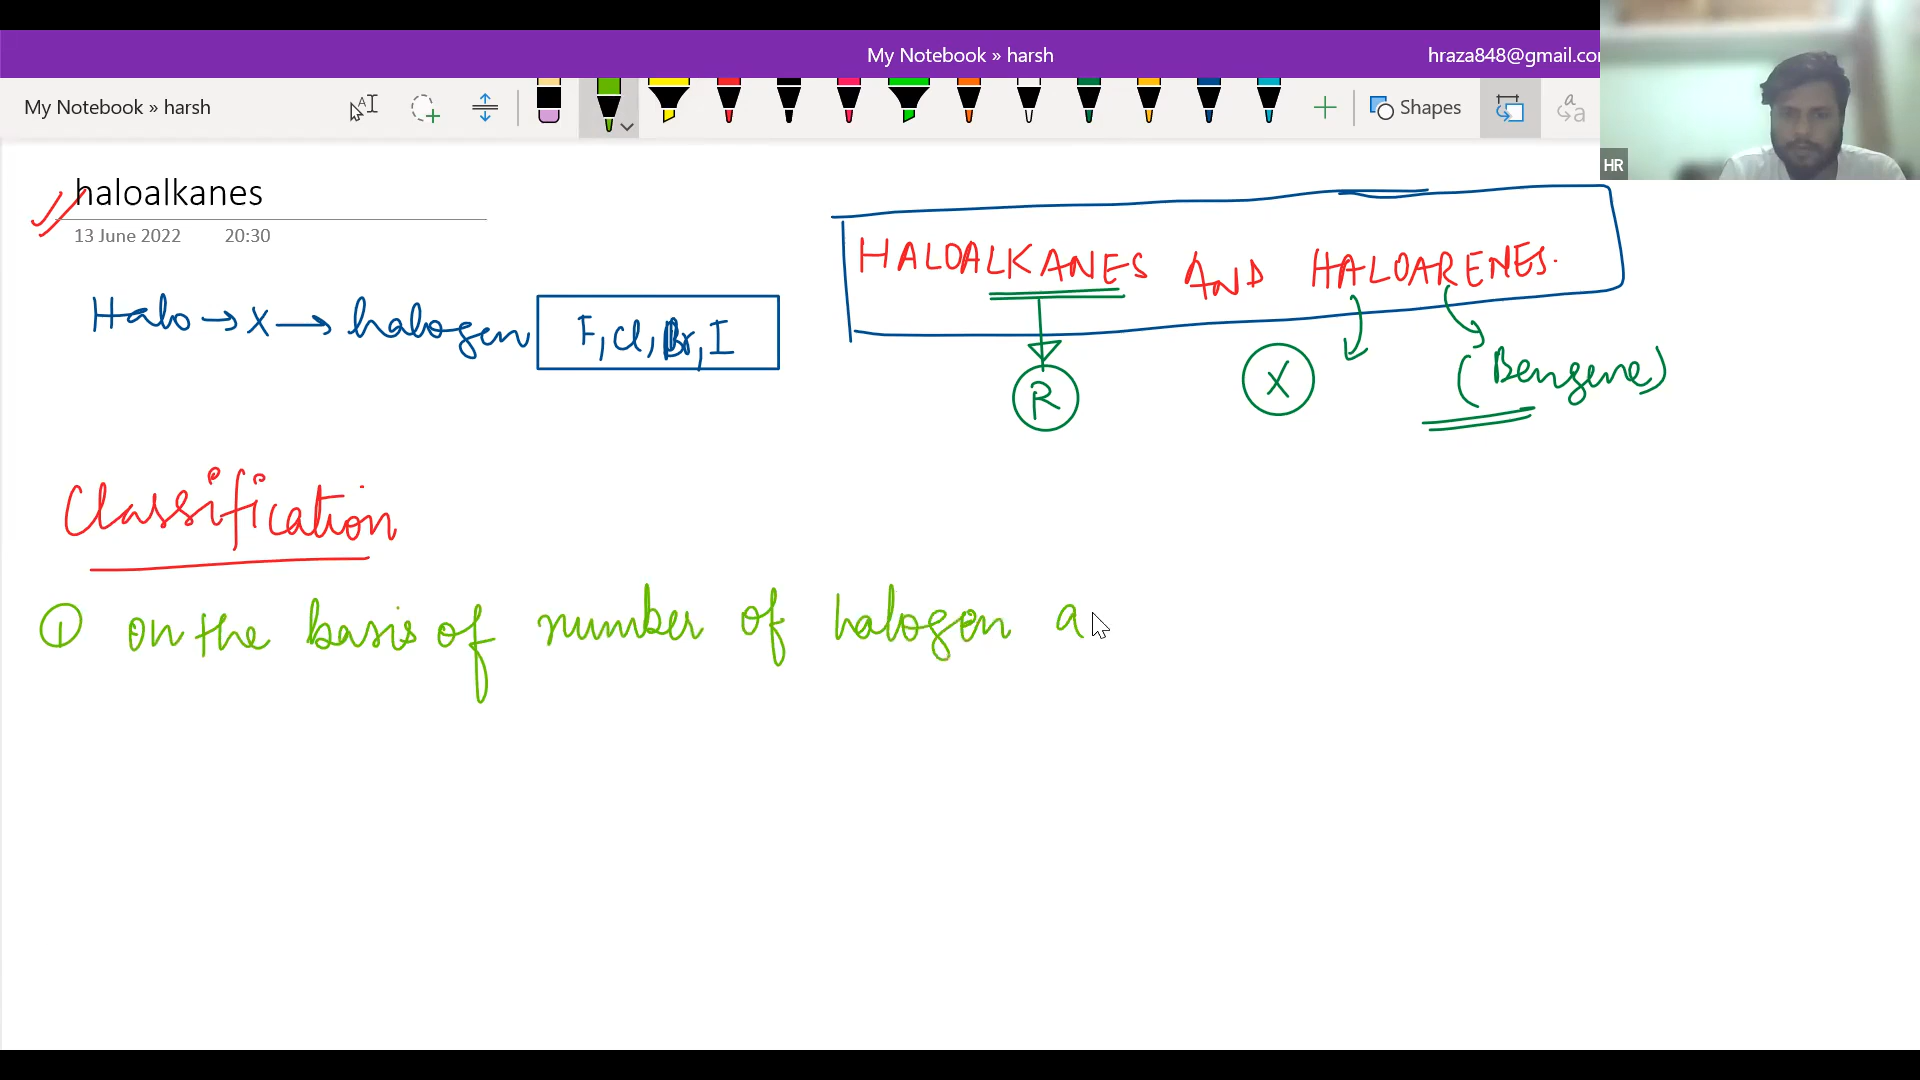 My Notebook » harsh
hraza848@gmail.co
My Notebook » harsh
Shapes
HR
haloalkanes
13 June 2022 20:30
HALOALKANES AND HALOARENES.
Halo → X → halogen F, Cl, Br, I
R X (Benzene)
Classification
① on the basis of number of halogen a